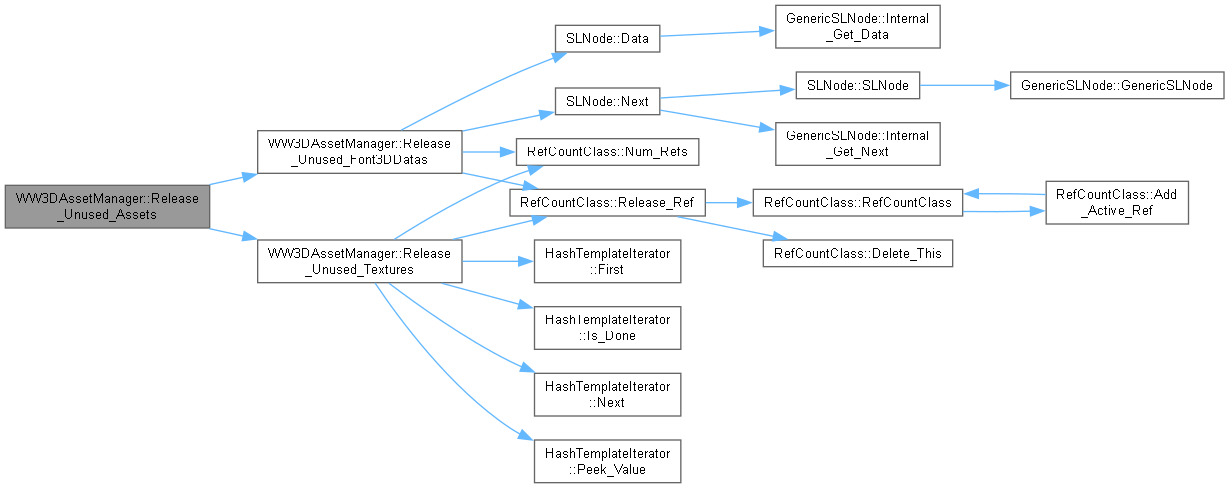 WW3DAssetManager::Release
_Unused_Assets
WW3DAssetManager::Release
_Unused_Font3DDatas
WW3DAssetManager::Release
_Unused_Textures
SLNode::Data
SLNode::Next
RefCountClass::Num_Refs
RefCountClass::Release_Ref
HashTemplateIterator
::First
HashTemplateIterator
::Is_Done
HashTemplateIterator
::Next
HashTemplateIterator
::Peek_Value
GenericSLNode::Internal
_Get_Data
SLNode::SLNode
GenericSLNode::Internal
_Get_Next
RefCountClass::RefCountClass
RefCountClass::Delete_This
GenericSLNode::GenericSLNode
RefCountClass::Add
_Active_Ref